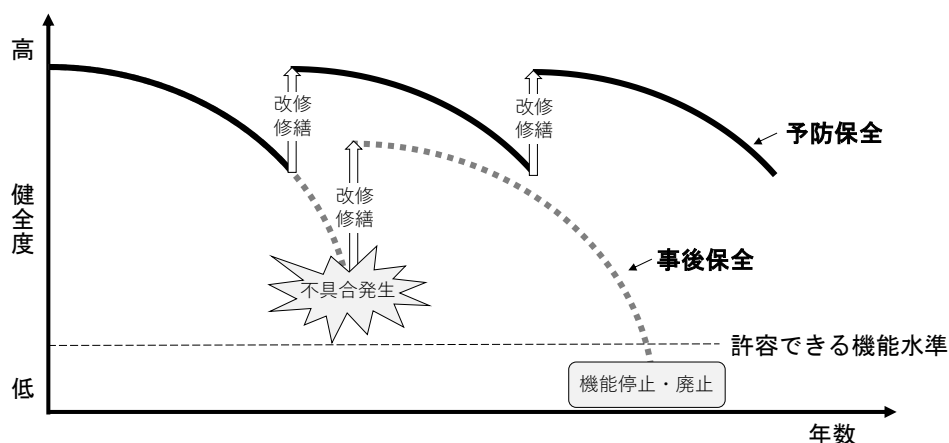 高
改修
修繕
改修
修繕
予防保全
改修
修繕
健全度
事後保全
不具合発生
許容できる機能水準
低
機能停止・廃止
年数